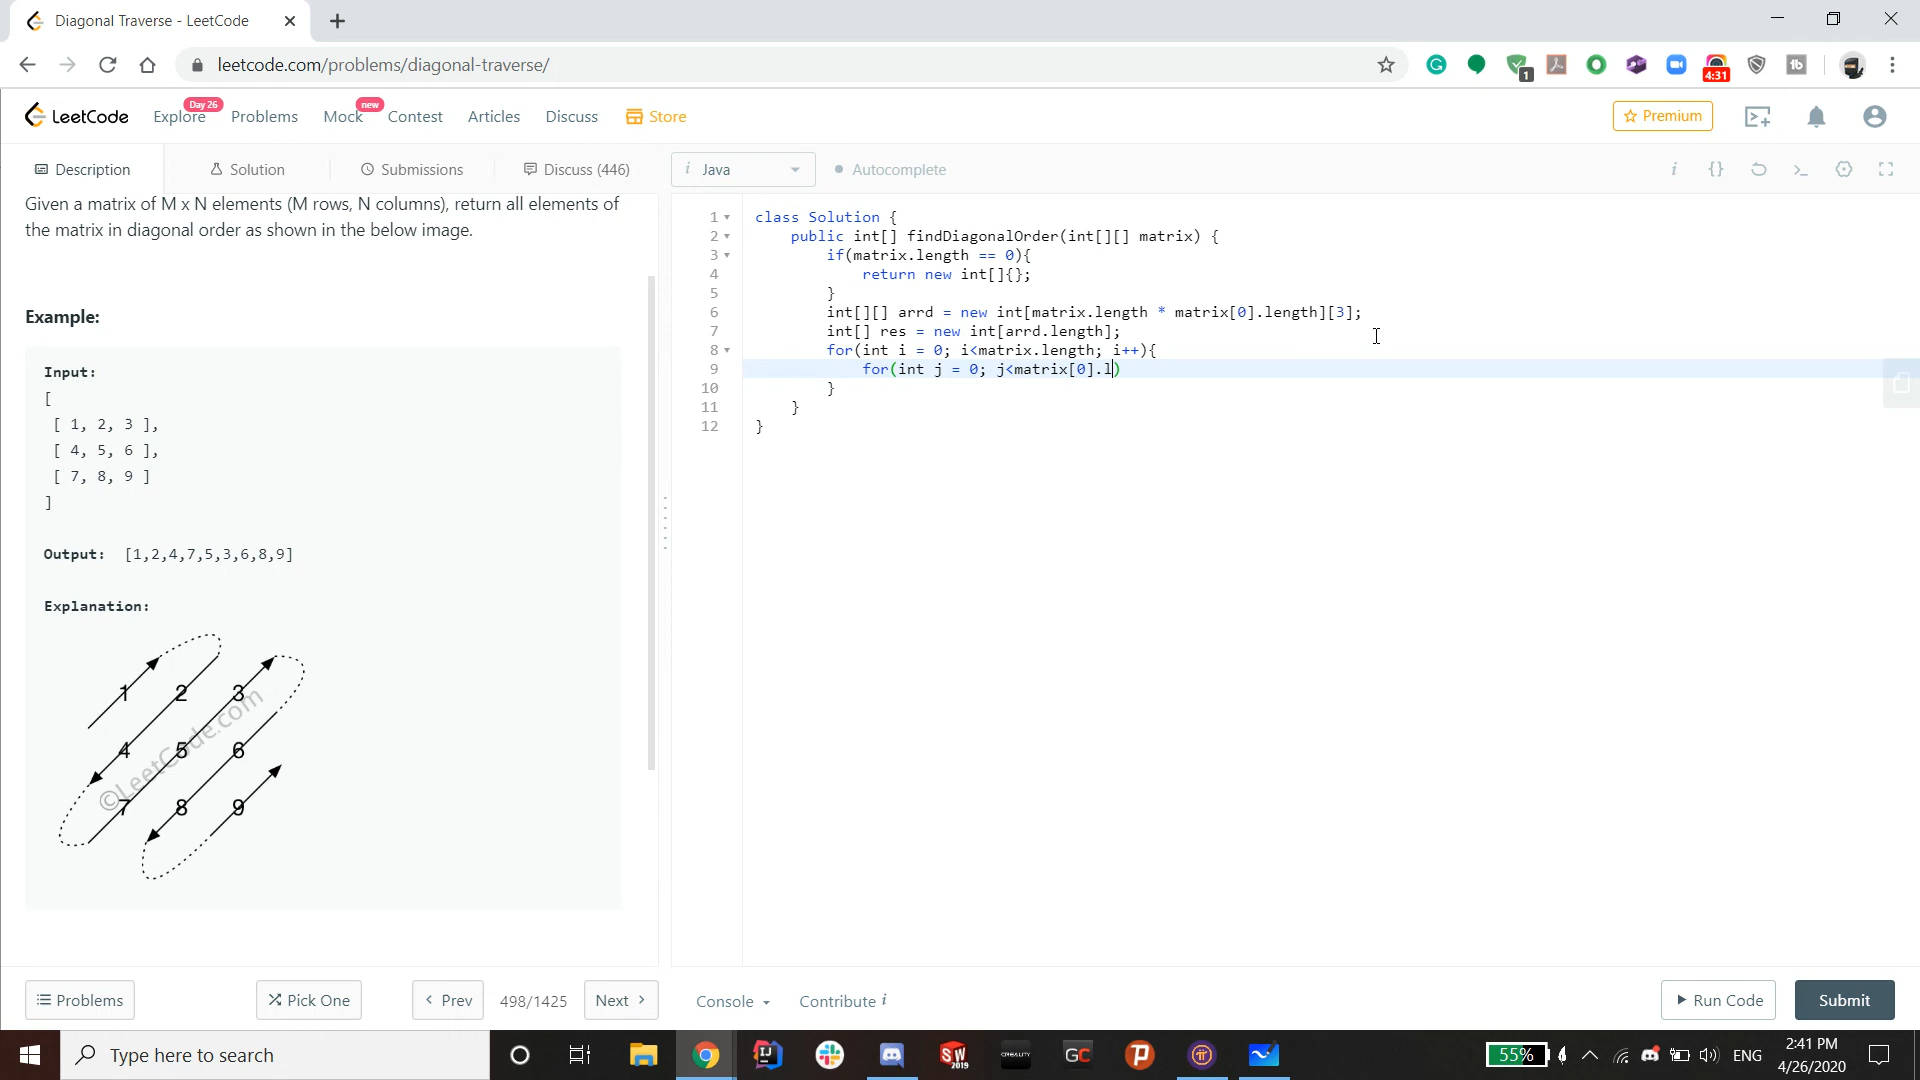 Diagonal Traverse - LeetCode
leetcode.com/problems/diagonal-traverse/
1
4:31
LeetCode
Explore
Day 26
Problems
Mock
new
Contest
Articles
Discuss
Store
Premium
Description
Solution
Submissions
Discuss (446)
i Java
Autocomplete
Given a matrix of M x N elements (M rows, N columns), return all elements of
the matrix in diagonal order as shown in the below image.
Example:
Input:
[
[ 1, 2, 3 ],
[ 4, 5, 6 ],
[ 7, 8, 9 ]
]
Output: [1,2,4,7,5,3,6,8,9]
Explanation:
1 2 3
4 5 6
7 8 9
©LeetCode.com
1 class Solution {
2 public int[] findDiagonalOrder(int[][] matrix) {
3 if(matrix.length == 0){
4 return new int[]{};
5 }
6 int[][] arrd = new int[matrix.length * matrix[0].length][3];
7 int[] res = new int[arrd.length];
8 for(int i = 0; i<matrix.length; i++){
9 for(int j = 0; j<matrix[0].l)
10 }
11 }
12 }
Problems
Pick One
< Prev
498/1425
Next >
Console
Contribute i
Run Code
Submit
Type here to search
IJ
SW
2019
CREALITY
GC
55%
ENG
2:41 PM
4/26/2020